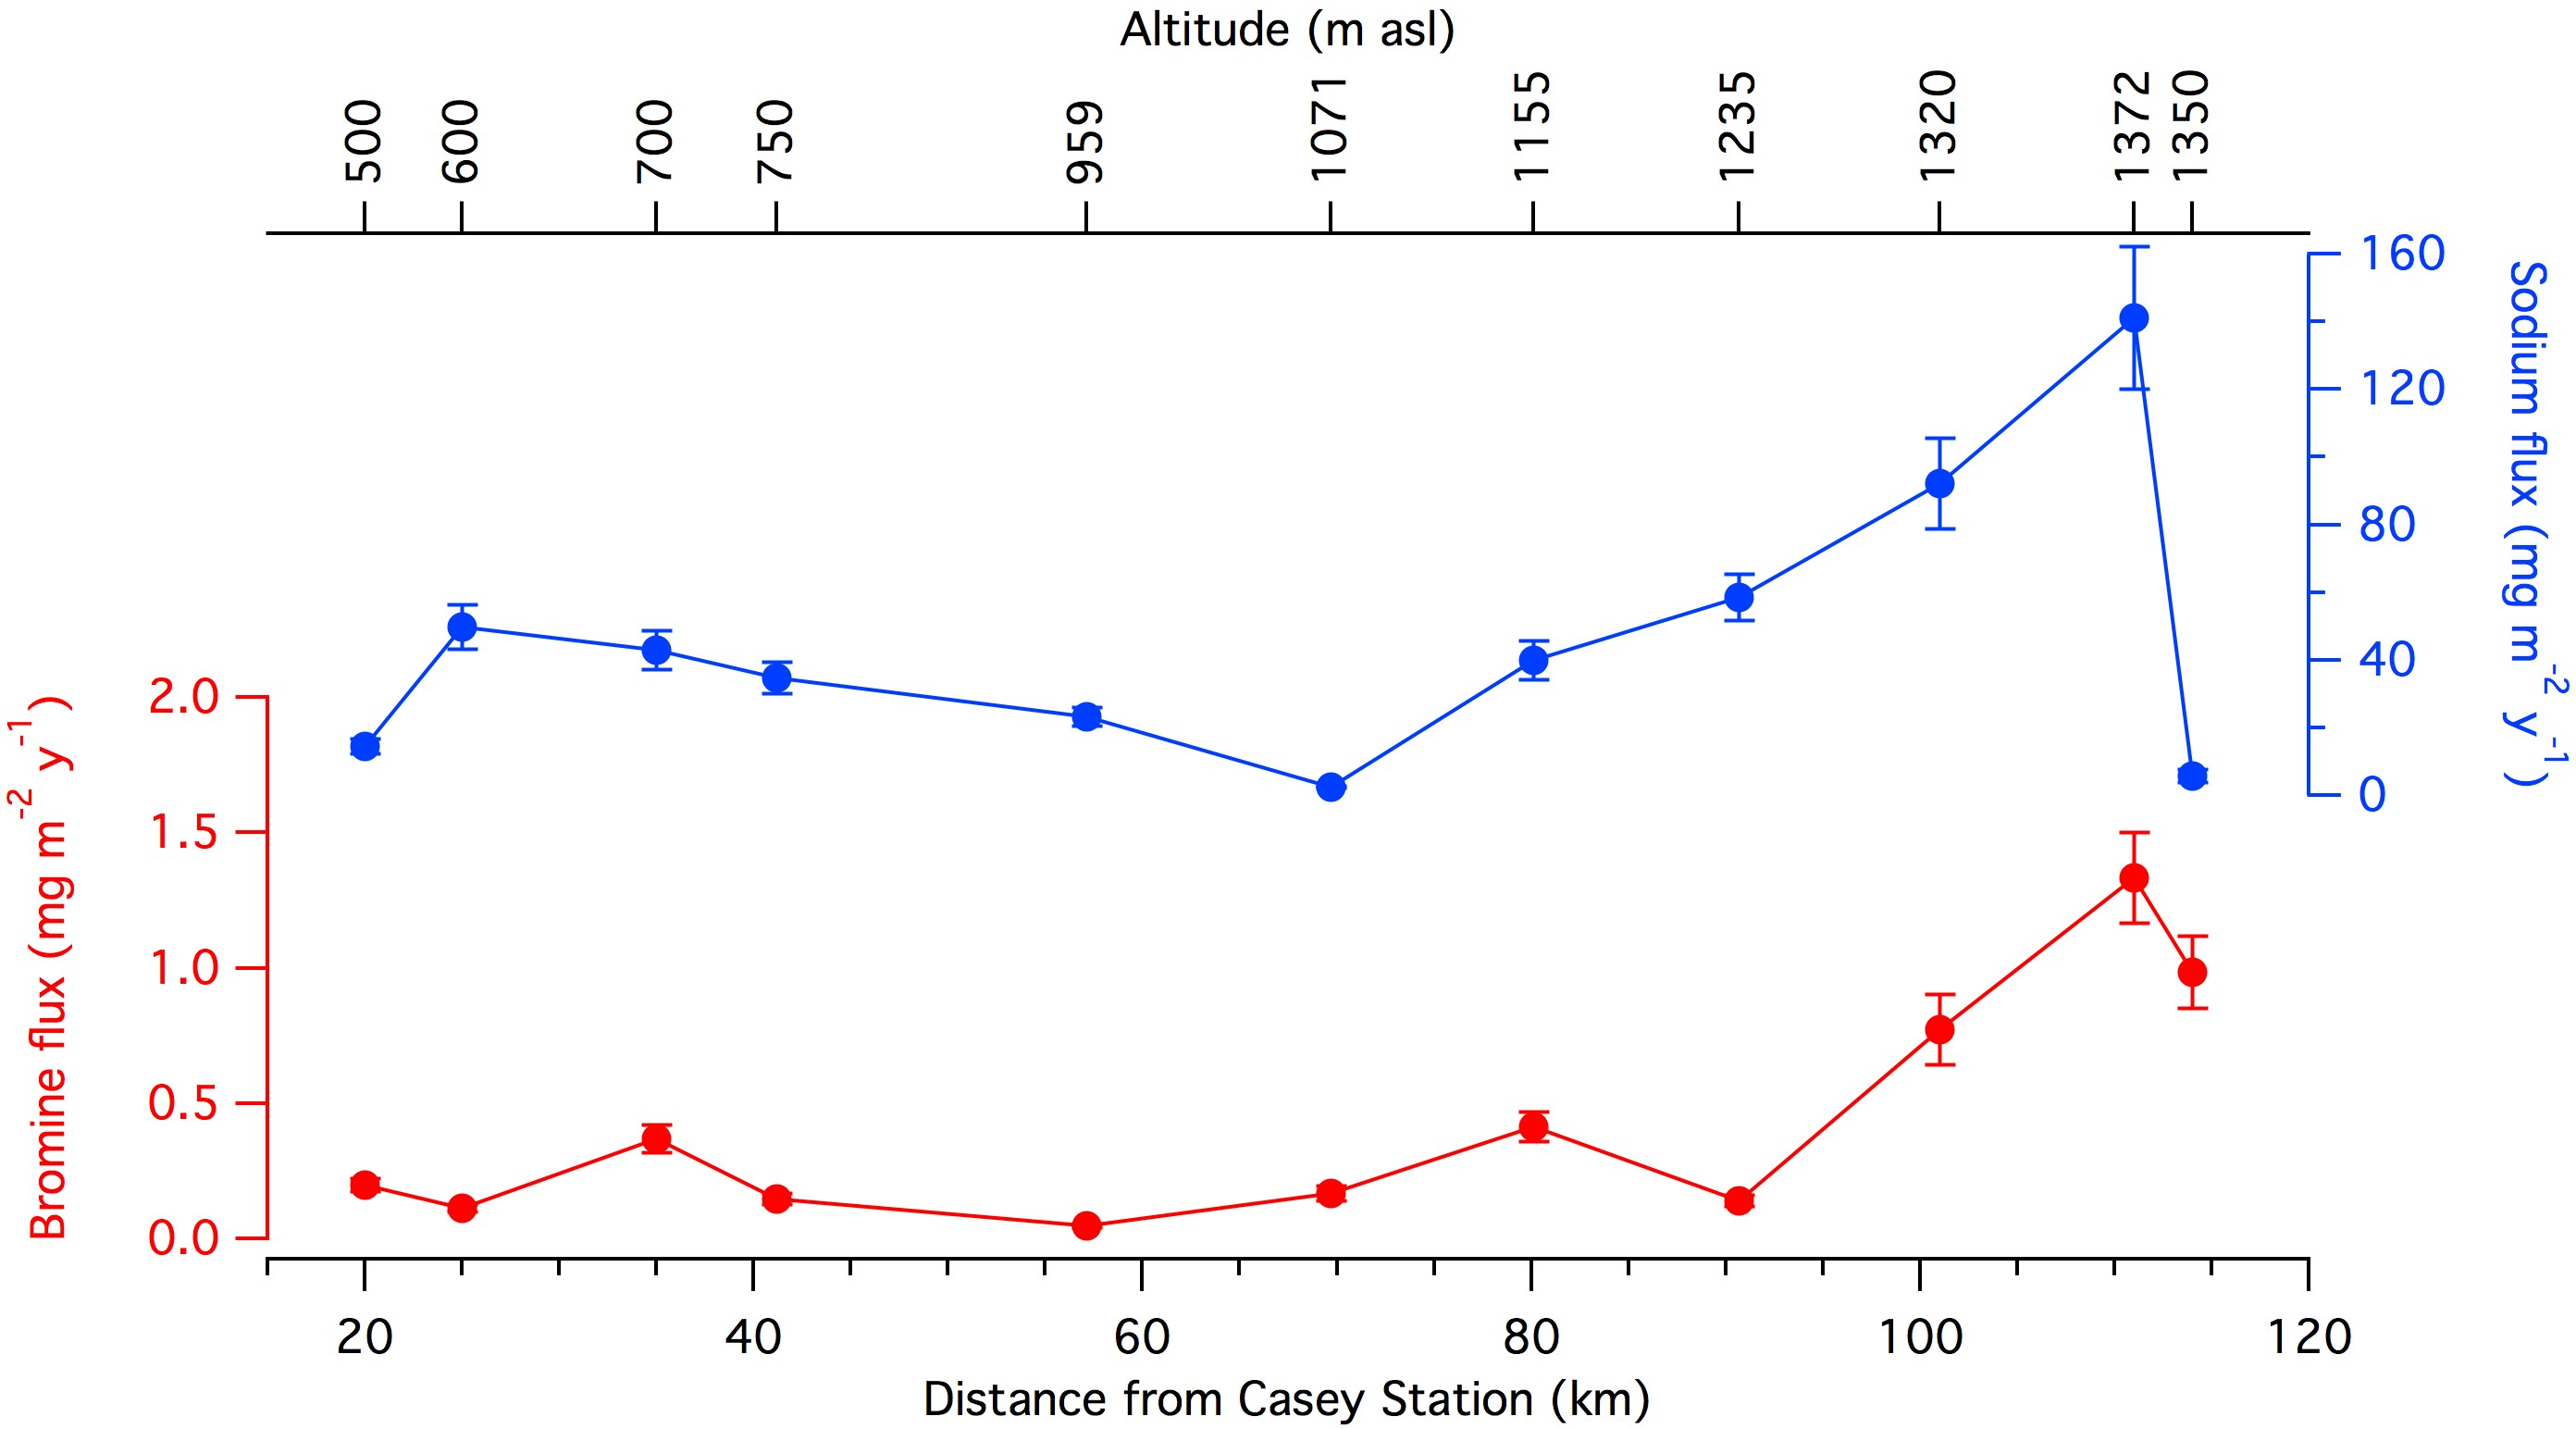 Altitude (m asl)
500 600 700 750 959 1071 1155 1235 1320 1372 1350
160
120
80
40
0
Sodium flux (mg m-2 y-1)
2.0
1.5
1.0
0.5
0.0
Bromine flux (mg m-2 y-1)
20 40 60 80 100 120
Distance from Casey Station (km)